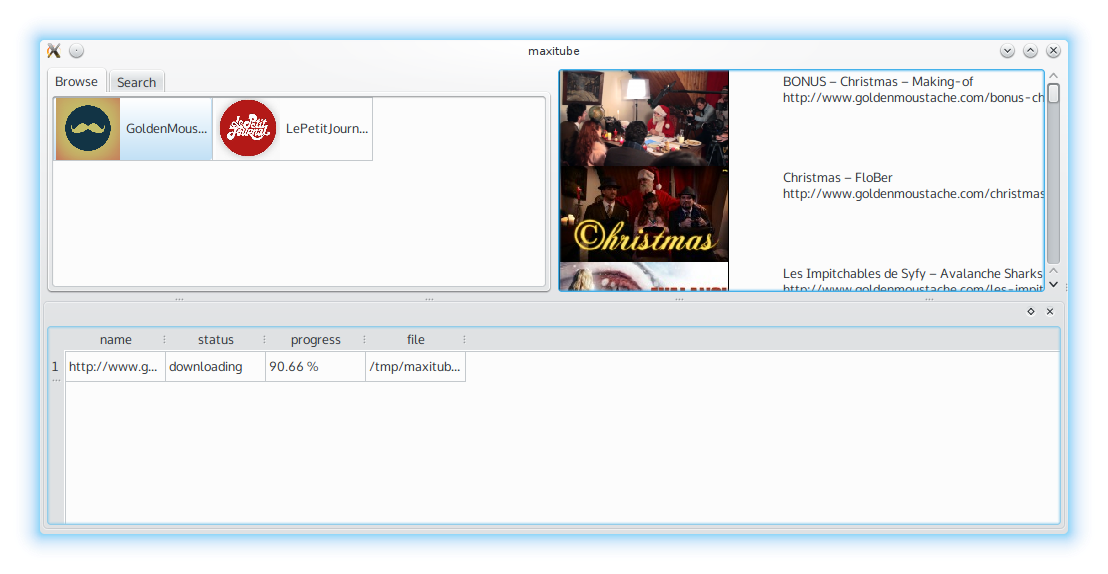 maxitube
Browse
Search
GoldenMous...
LePetitJourn...
Le Petit
Journal
BONUS – Christmas – Making-of
http://www.goldenmoustache.com/bonus-ch
Christmas – FloBer
http://www.goldenmoustache.com/christmas
Christmas
Les Impitchables de Syfy – Avalanche Sharks
http://www.goldenmoustache.com/les-impit
name
status
progress
file
1
http://www.g...
downloading
90.66 %
/tmp/maxitub...